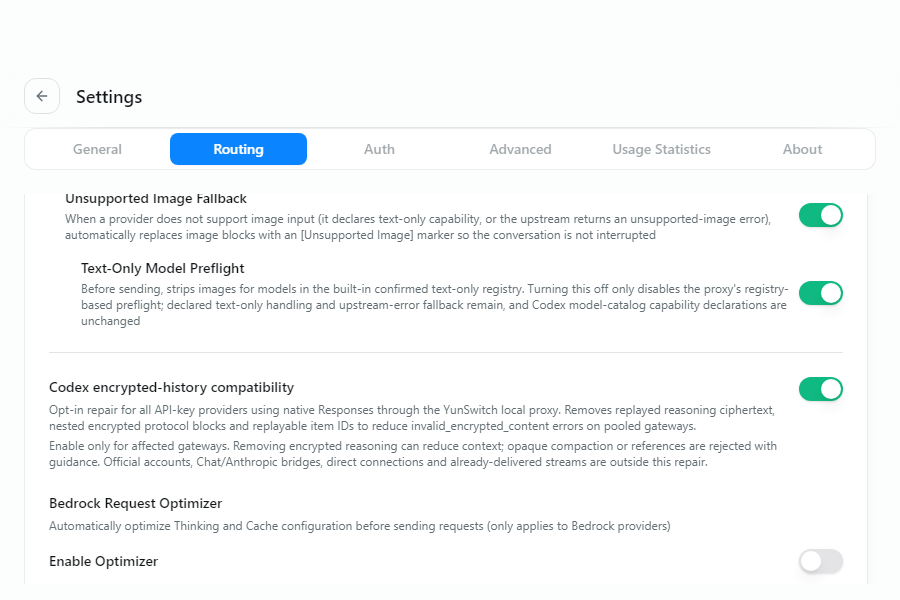 Settings
General
Routing
Auth
Advanced
Usage Statistics
About
Unsupported Image Fallback
When a provider does not support image input (it declares text-only capability, or the upstream returns an unsupported-image error),
automatically replaces image blocks with an [Unsupported Image] marker so the conversation is not interrupted
Text-Only Model Preflight
Before sending, strips images for models in the built-in confirmed text-only registry. Turning this off only disables the proxy's registry-
based preflight; declared text-only handling and upstream-error fallback remain, and Codex model-catalog capability declarations are
unchanged
Codex encrypted-history compatibility
Opt-in repair for all API-key providers using native Responses through the YunSwitch local proxy. Removes replayed reasoning ciphertext,
nested encrypted protocol blocks and replayable item IDs to reduce invalid_encrypted_content errors on pooled gateways.
Enable only for affected gateways. Removing encrypted reasoning can reduce context; opaque compaction or references are rejected with
guidance. Official accounts, Chat/Anthropic bridges, direct connections and already-delivered streams are outside this repair.
Bedrock Request Optimizer
Automatically optimize Thinking and Cache configuration before sending requests (only applies to Bedrock providers)
Enable Optimizer